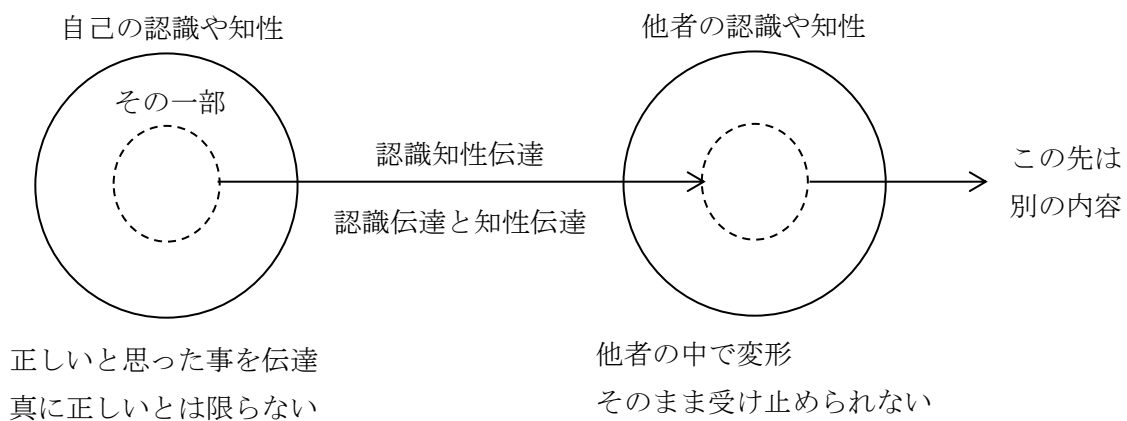 自己の認識や知性
他者の認識や知性
その一部
認識知性伝達
認識伝達と知性伝達
この先は
別の内容
正しいと思った事を伝達
真に正しいとは限らない
他者の中で変形
そのまま受け止められない